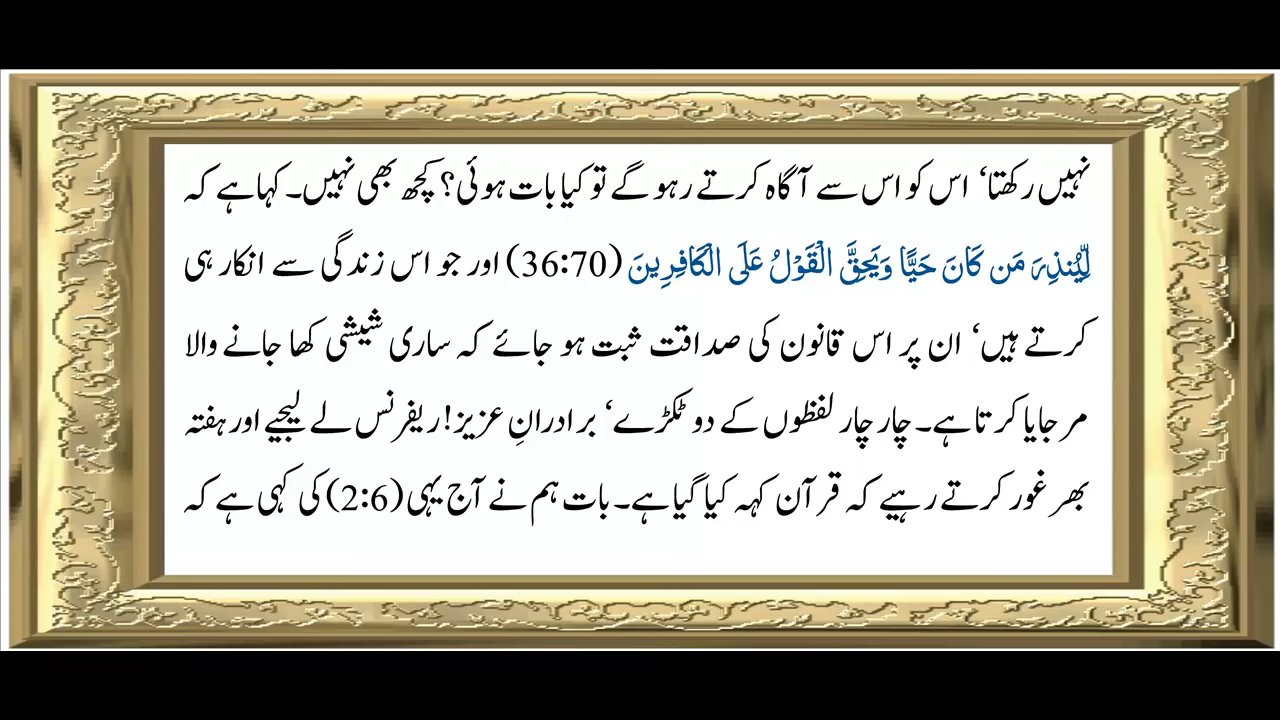 نہیں رکھتا‘ اس کو اس سے آگاہ کرتے رہو گے تو کیا بات ہوئی؟ کچھ بھی نہیں۔ کہا ہے کہ
لِّيُنذِرَ مَن كَانَ حَيًّا وَيَحِقَّ الْقَوْلُ عَلَى الْكَافِرِينَ (36:70) اور جو اس زندگی سے انکار ہی
کرتے ہیں‘ ان پر اس قانون کی صداقت ثبت ہو جائے کہ ساری شیشی کھا جانے والا
مر جایا کرتا ہے۔ چار چار لفظوں کے دو ٹکڑے‘ برادرانِ عزیز! ریفرنس لے لیجیے اور ہفتہ
بھر غور کرتے رہیے کہ قرآن کہہ کیا گیا ہے۔ بات ہم نے آج یہی (2:6) کی کہی ہے کہ